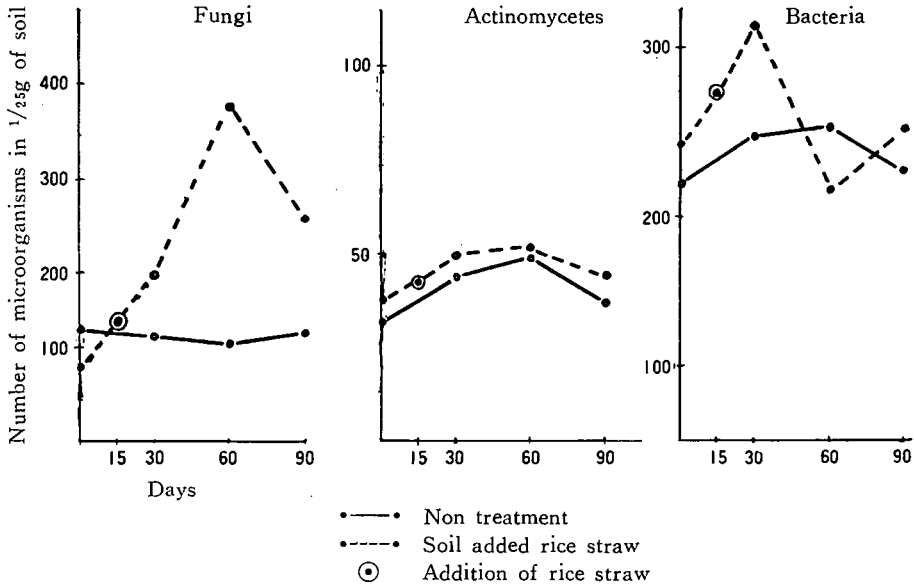 Number of microorganisms in 1/25g of soil
Fungi
400
300
200
100
15 30 60 90
Days
Actinomycetes
100
50
15 30 60 90
Bacteria
300
200
100
15 30 60 90
Non treatment
Soil added rice straw
Addition of rice straw